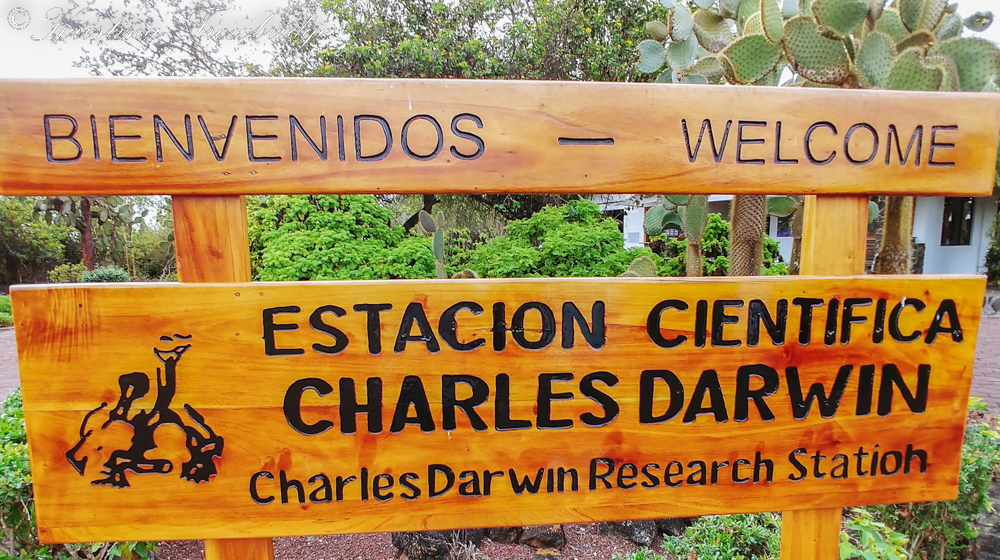 BIENVENIDOS — WELCOME
ESTACION CIENTIFICA
CHARLES DARWIN
Charles Darwin Research Station